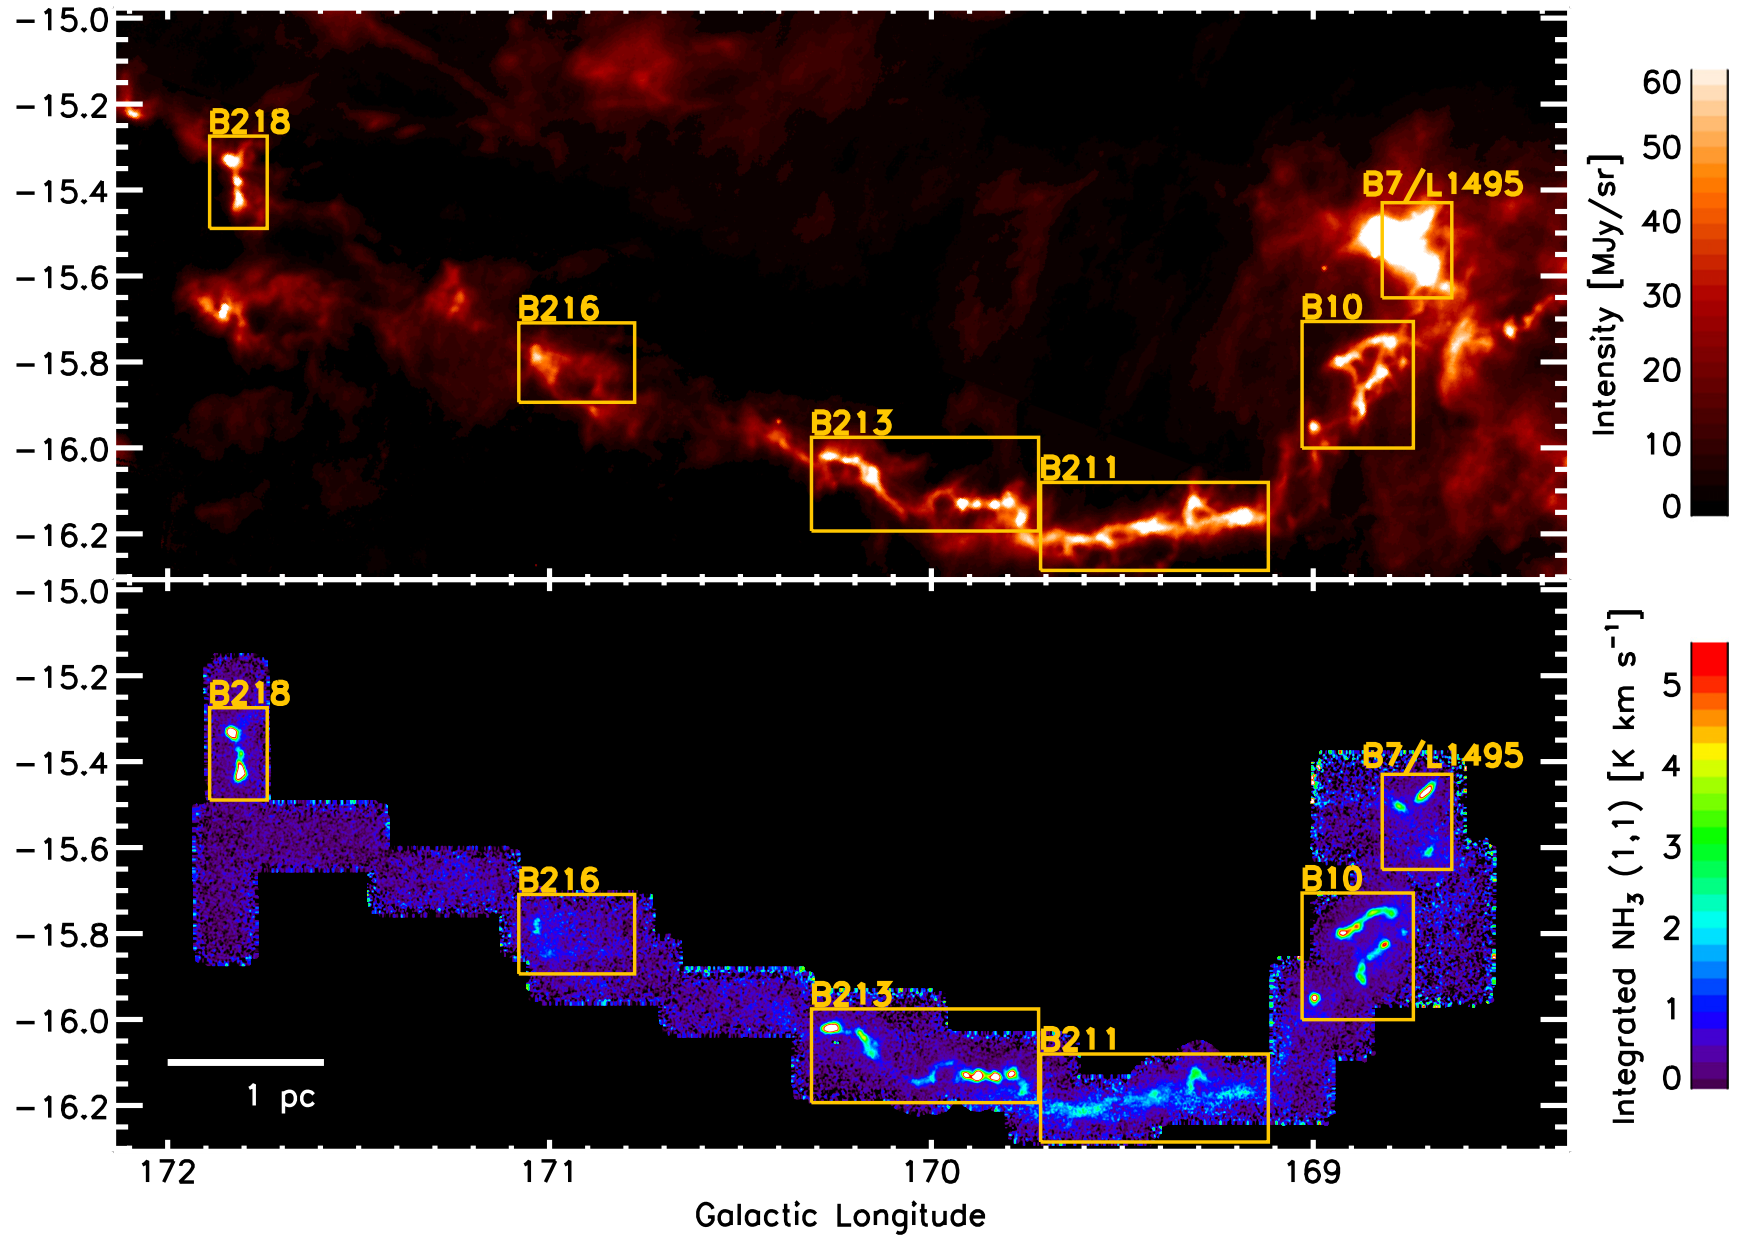 −15.0
−15.2
−15.4
−15.6
−15.8
−16.0
−16.2
B218
B216
B213
B211
B7/L1495
B10
60
50
40
30
20
10
0
Intensity [MJy/sr]
−15.0
−15.2
−15.4
−15.6
−15.8
−16.0
−16.2
B218
B216
B213
B211
B7/L1495
B10
1 pc
5
4
3
2
1
0
Integrated NH₃ (1,1) [K km s⁻¹]
172 171 170 169
Galactic Longitude